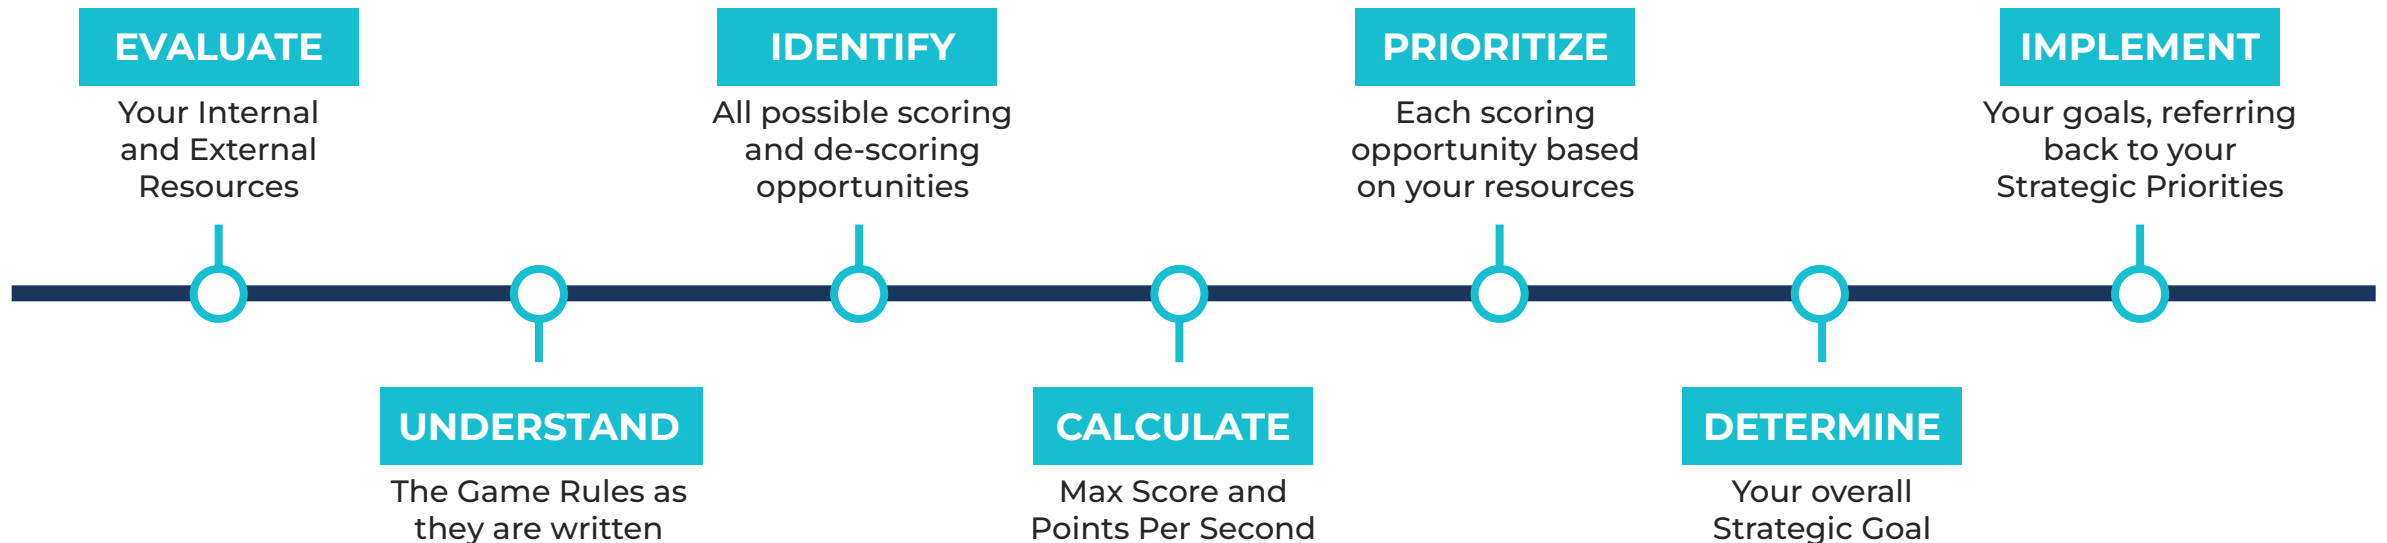 EVALUATE
Your Internal
and External
Resources
UNDERSTAND
The Game Rules as
they are written
IDENTIFY
All possible scoring
and de-scoring
opportunities
CALCULATE
Max Score and
Points Per Second
PRIORITIZE
Each scoring
opportunity based
on your resources
DETERMINE
Your overall
Strategic Goal
IMPLEMENT
Your goals, referring
back to your
Strategic Priorities